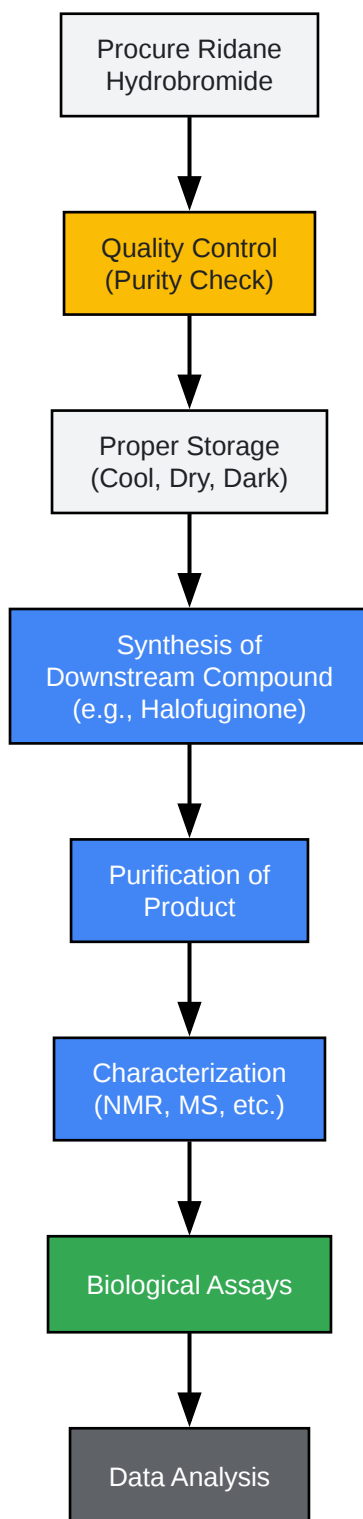 Procure Ridane
Hydrobromide
Quality Control
(Purity Check)
Proper Storage
(Cool, Dry, Dark)
Synthesis of
Downstream Compound
(e.g., Halofuginone)
Purification of
Product
Characterization
(NMR, MS, etc.)
Biological Assays
Data Analysis